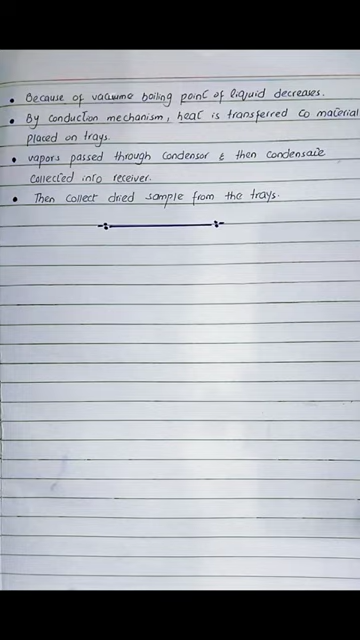 • Because of vacuume boiling point of liquid decreases.
• By conduction mechanism, heat is transferred to material
placed on trays.
• vapors passed through condensor & then condensate
collected into receiver.
• Then collect dried sample from the trays.